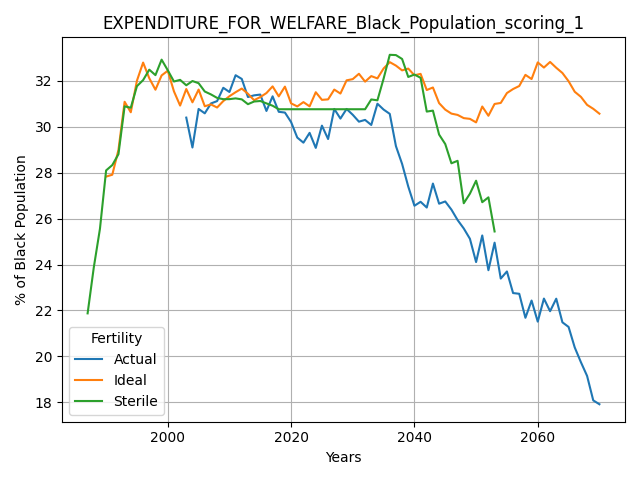 EXPENDITURE_FOR_WELFARE_Black_Population_scoring_1
% of Black Population
32
30
28
26
24
22
20
18
Fertility
Actual
Ideal
Sterile
2000 2020 2040 2060
Years